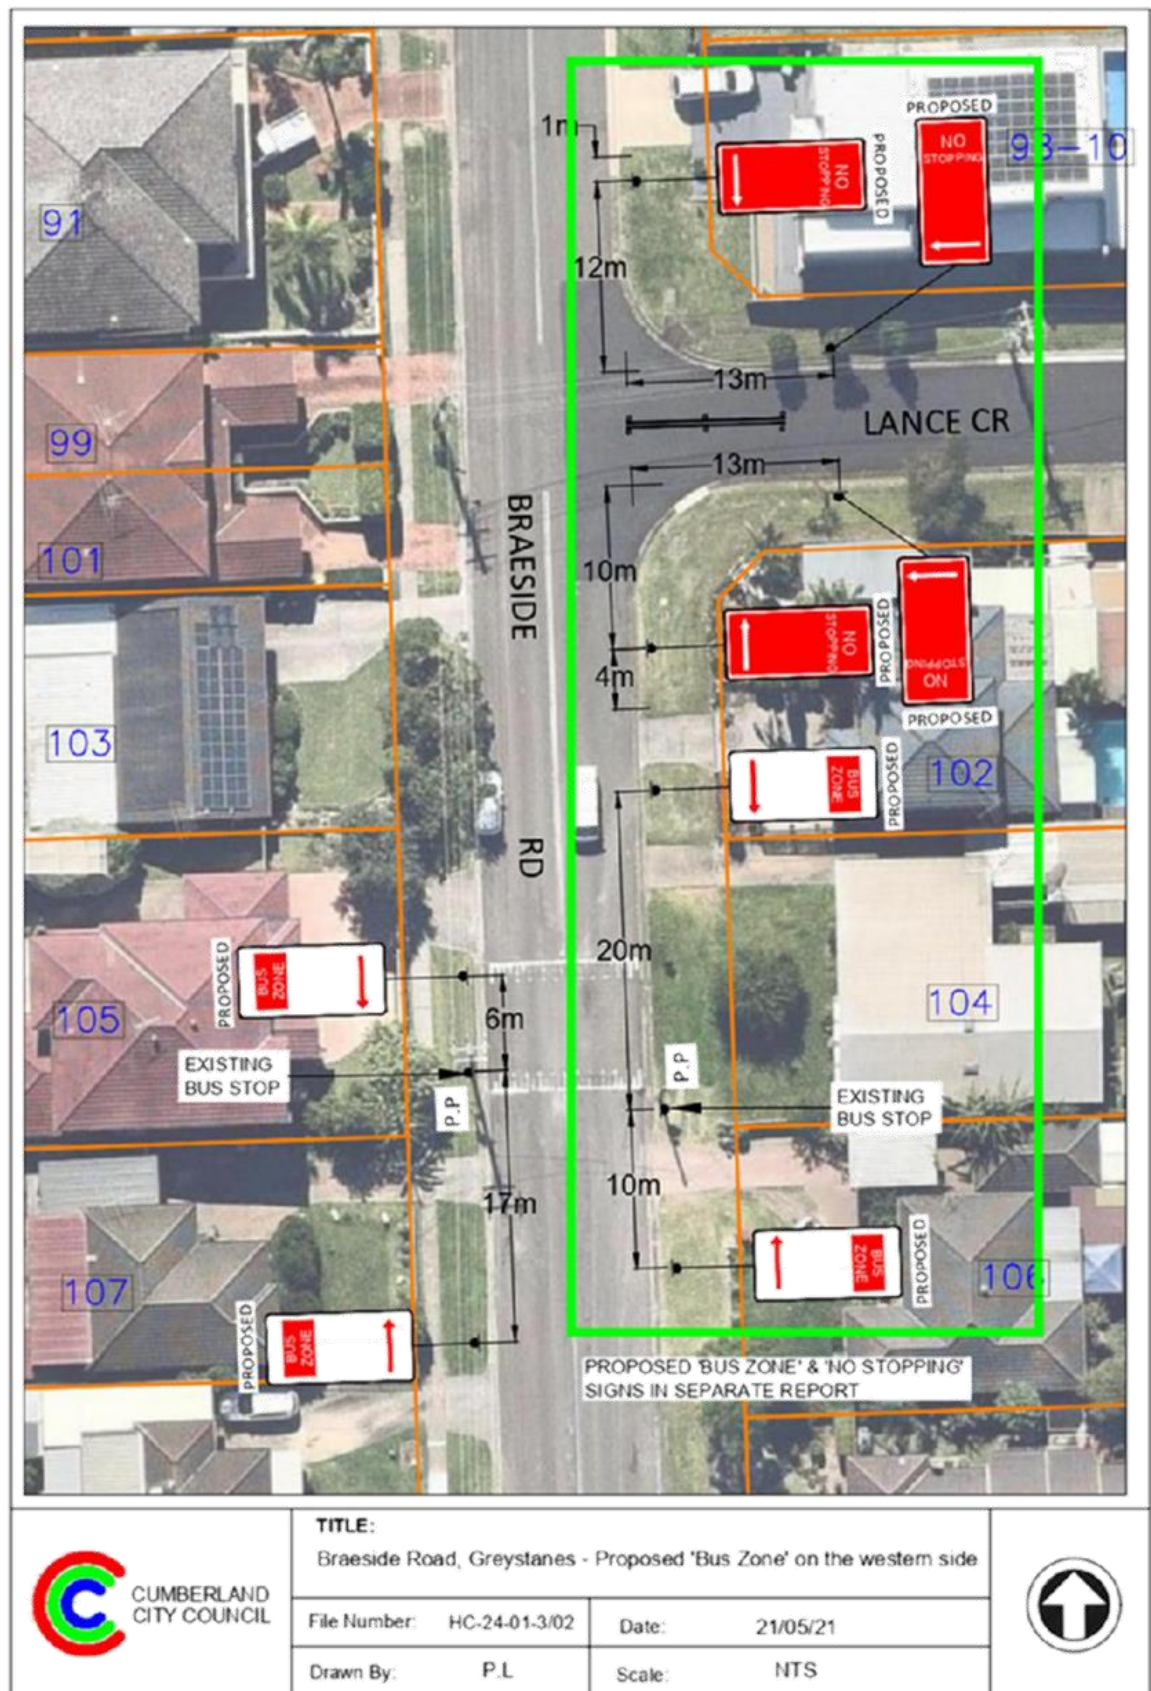 PROPOSED
NO
STOPPING
93-10
1m
NO
STOPPING
PROPOSED
91
12m
13m
LANCE CR
99
13m
BRAESIDE
101
10m
NO
STOPPING
PROPOSED
NO
STOPPING
PROPOSED
4m
103
BUS
ZONE
PROPOSED
102
RD
20m
PROPOSED
BUS
ZONE
105
6m
104
EXISTING
BUS STOP
P.P
P.P
EXISTING
BUS STOP
10m
17m
BUS
ZONE
PROPOSED
106
107
PROPOSED
BUS
ZONE
PROPOSED 'BUS ZONE' & 'NO STOPPING'
SIGNS IN SEPARATE REPORT
CUMBERLAND
CITY COUNCIL
TITLE:
Braeside Road, Greystanes - Proposed 'Bus Zone' on the western side
File Number: HC-24-01-3/02 Date: 21/05/21
Drawn By: P.L Scale: NTS